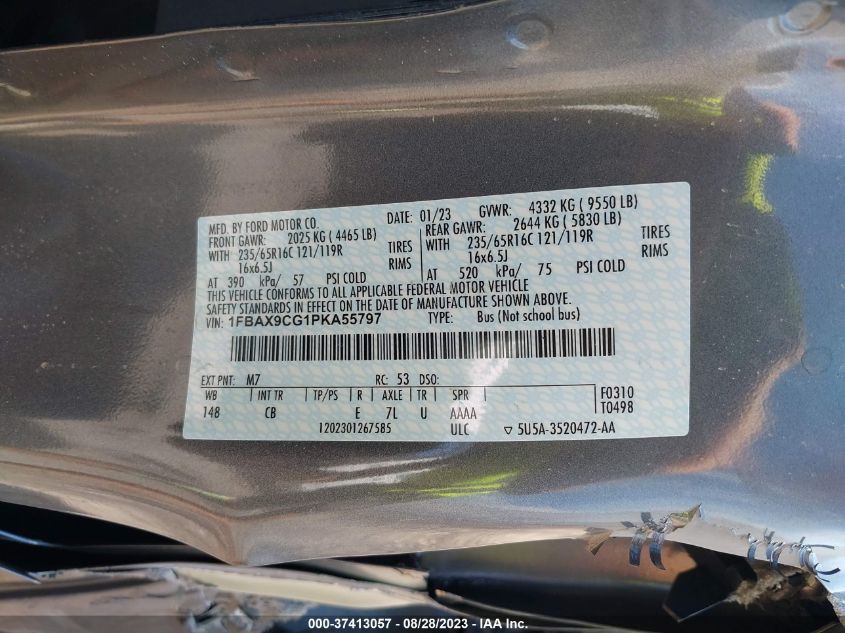 MFD. BY FORD MOTOR CO. DATE: 01/23 GVWR: 4332 KG ( 9550 LB)
FRONT GAWR: 2025 KG ( 4465 LB) REAR GAWR: 2644 KG ( 5830 LB)
WITH 235/65R16C 121/119R TIRES WITH 235/65R16C 121/119R TIRES
16x6.5J RIMS 16x6.5J RIMS
AT 390 kPa/ 57 PSI COLD AT 520 kPa/ 75 PSI COLD
THIS VEHICLE CONFORMS TO ALL APPLICABLE FEDERAL MOTOR VEHICLE
SAFETY STANDARDS IN EFFECT ON THE DATE OF MANUFACTURE SHOWN ABOVE.
VIN: 1FBAX9CG1PKA55797 TYPE: Bus (Not school bus)
EXT PNT: M7 RC: 53 DSO:
WB INT TR TP/PS R AXLE TR SPR F0310
148 CB E 7L U AAAA T0498
1202301267585 ULC ▽ 5U5A-3520472-AA
000-37413057 - 08/28/2023 - IAA Inc.